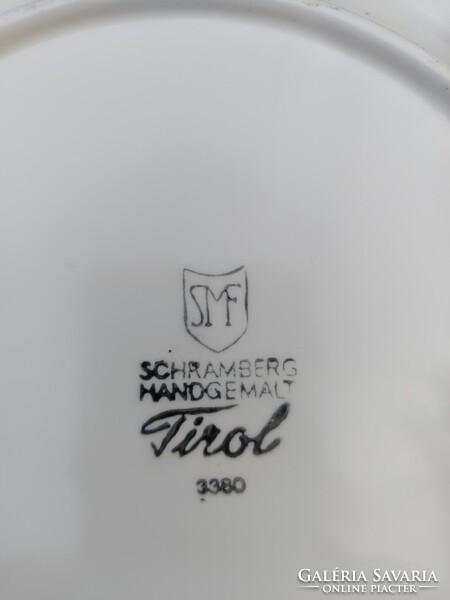 SMF
SCHRAMBERG
HANDGEMALT
Tirol
3380
GALÉRIA SAVARIA
ONLINE PIACTÉR